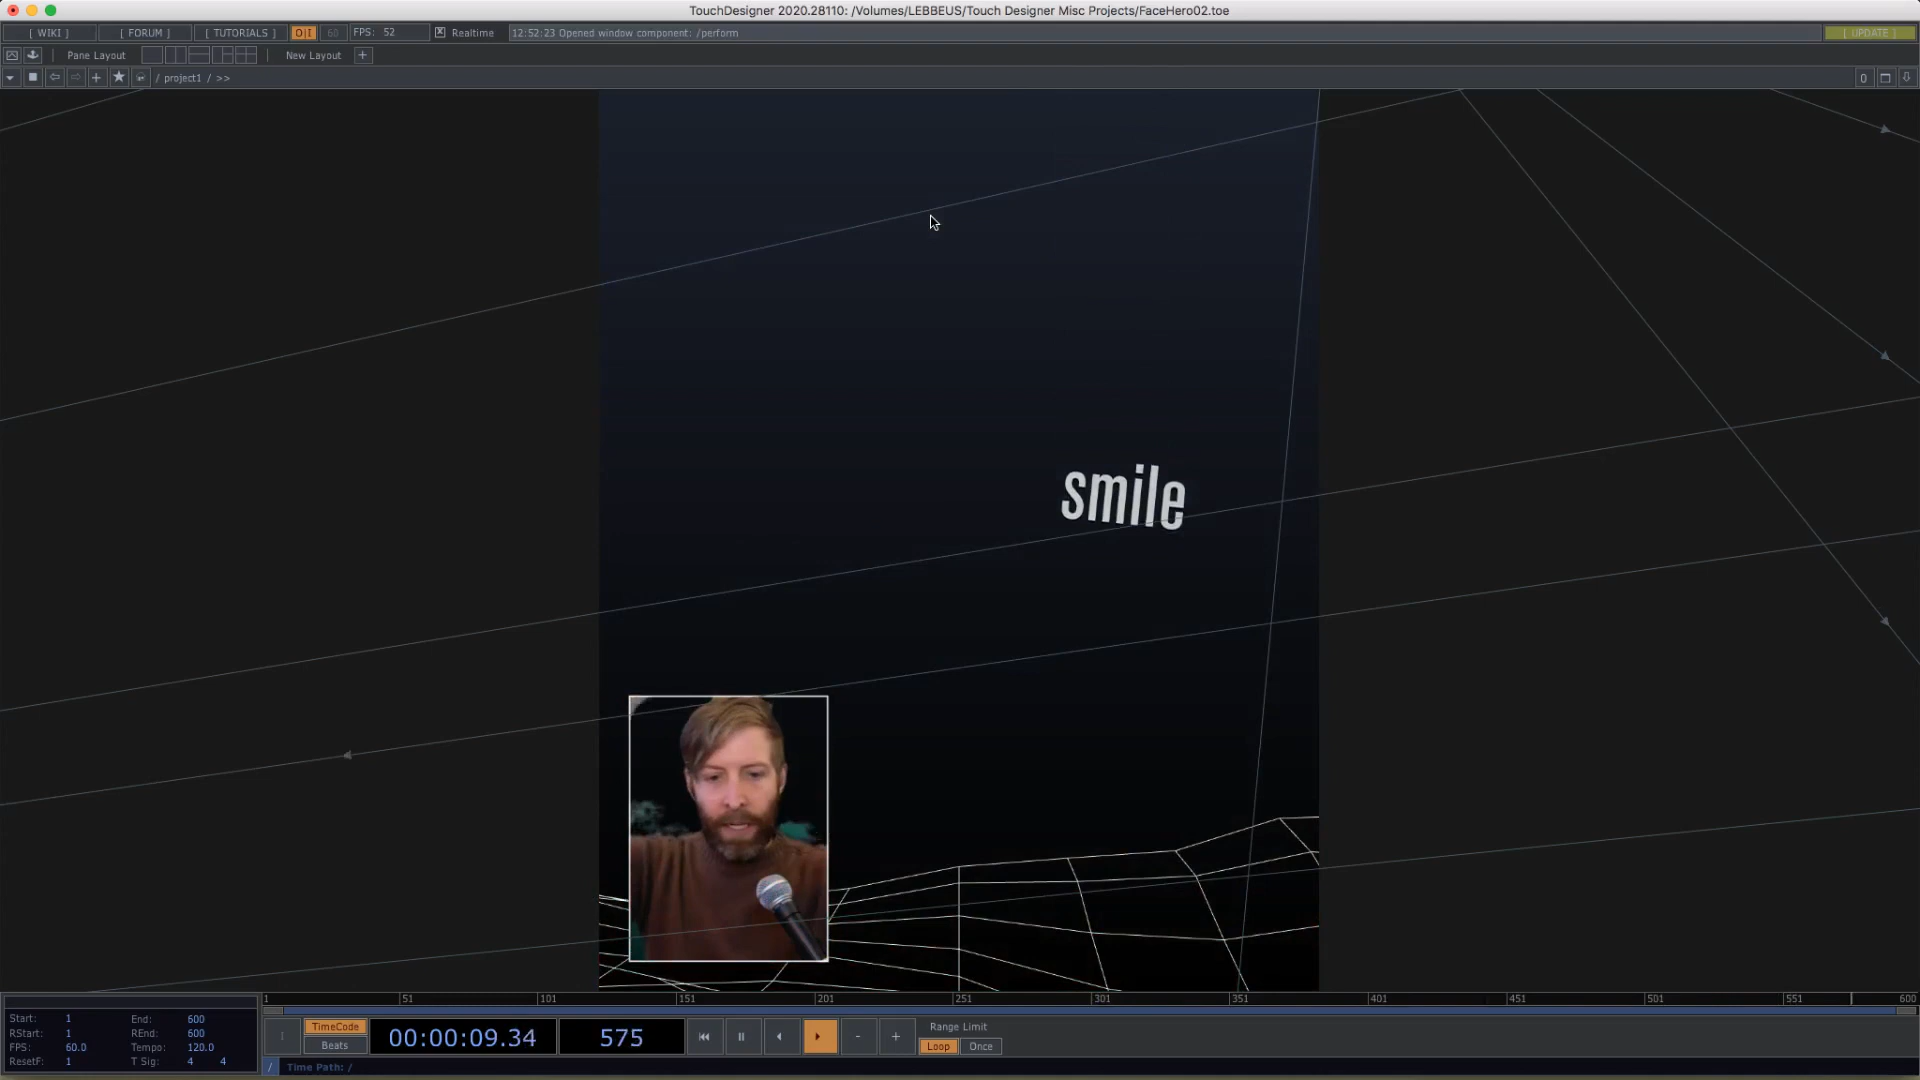 TouchDesigner 2020.28110: /Volumes/LEBBEUS/Touch Designer Misc Projects/FaceHero02.toe
[ WIKI ] [ FORUM ] [ TUTORIALS ] O|I 60 FPS: 52 Realtime 12:52:23 Opened window component: /perform [ UPDATE ]
Pane Layout New Layout +
/ project1 / >> 0
smile
1 51 101 151 201 251 301 351 401 451 501 551 600
Start: 1 End: 600
RStart: 1 REnd: 600
FPS: 60.0 Tempo: 120.0
ResetF: 1 T Sig: 4 4
TimeCode
Beats
00:00:09.34 575
- +
Range Limit
Loop Once
/ Time Path: /